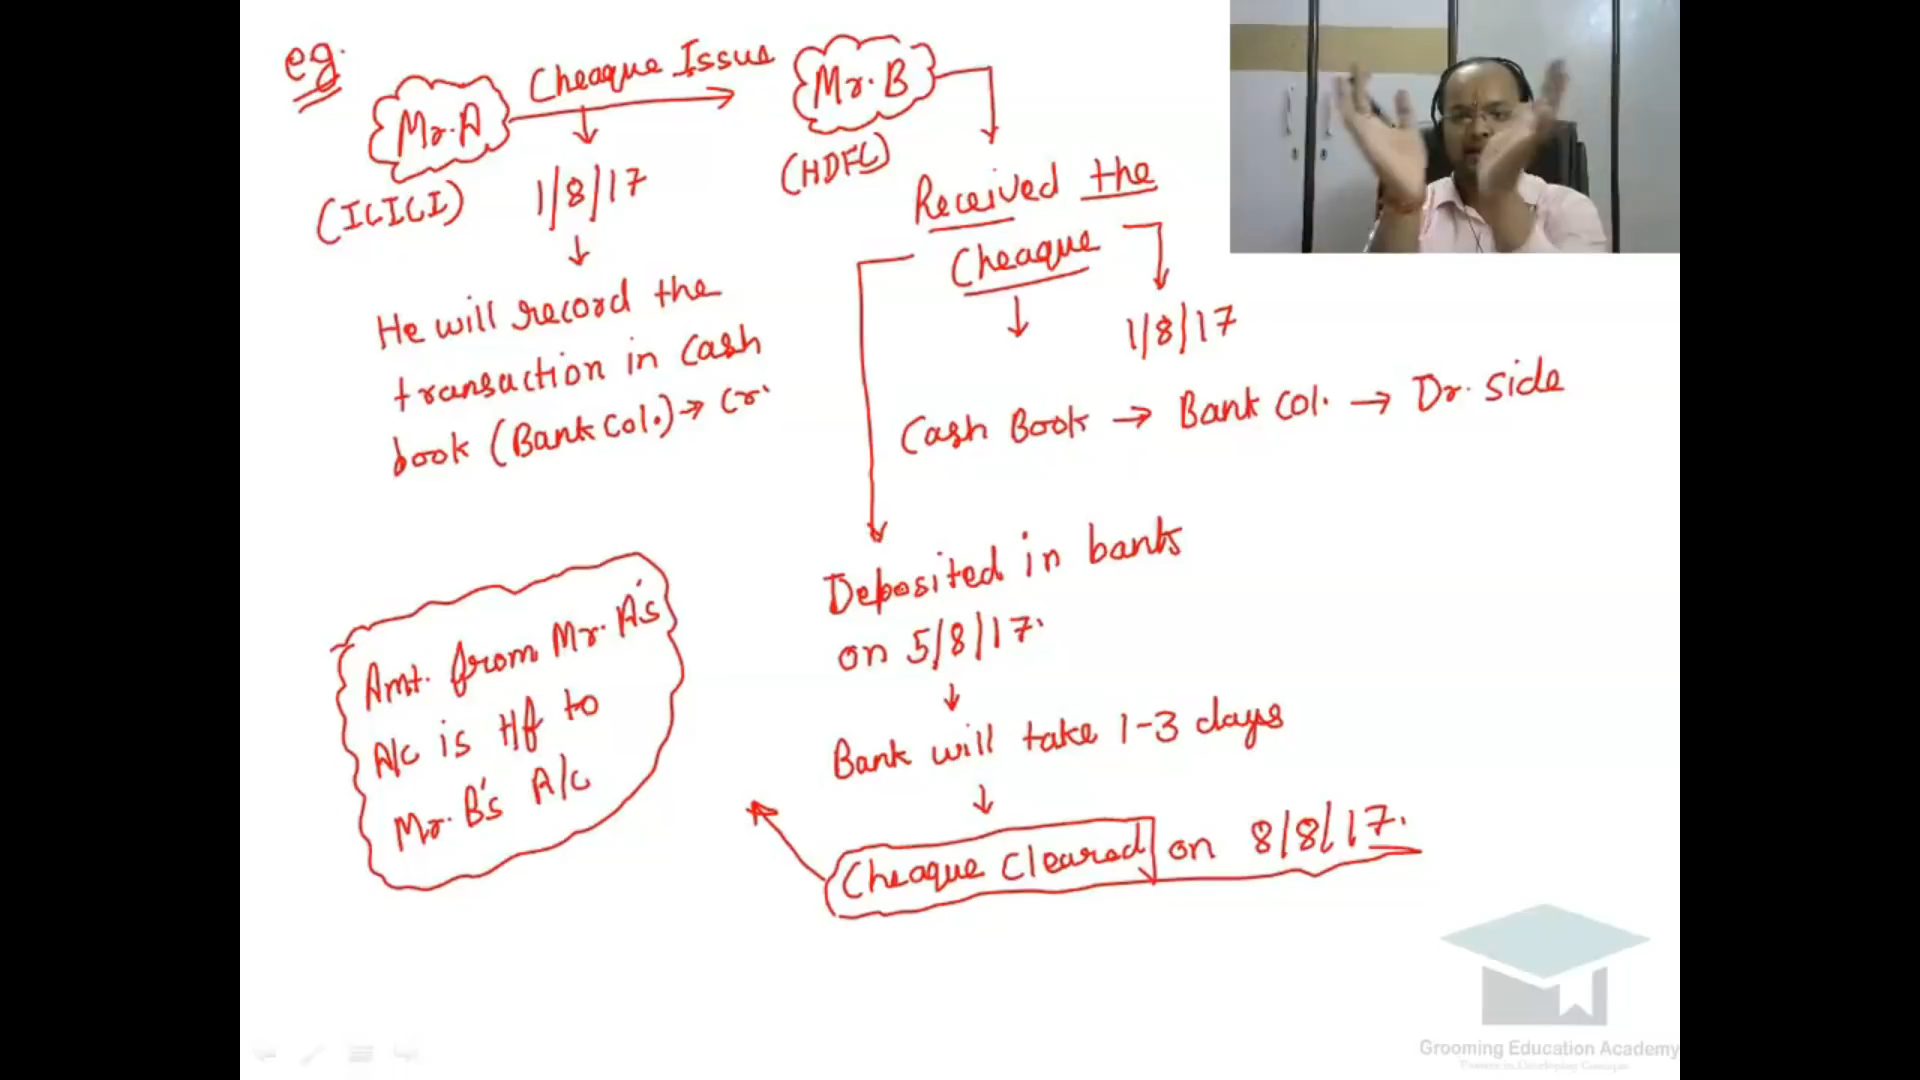 eg.
Mr. A
Cheaque Issue
Mr. B
(ICICI)
1/8/17
(HDFC)
He will record the
transaction in Cash
book (Bank Col.) → Cr.
Received the
Cheaque
1/8/17
Cash Book → Bank Col. → Dr. Side
Deposited in bank
on 5/8/17.
Bank will take 1-3 days
Cheaque Cleared on 8/8/17.
Amt. from Mr. A's
A/c is tf to
Mr. B's A/c
Grooming Education Academy